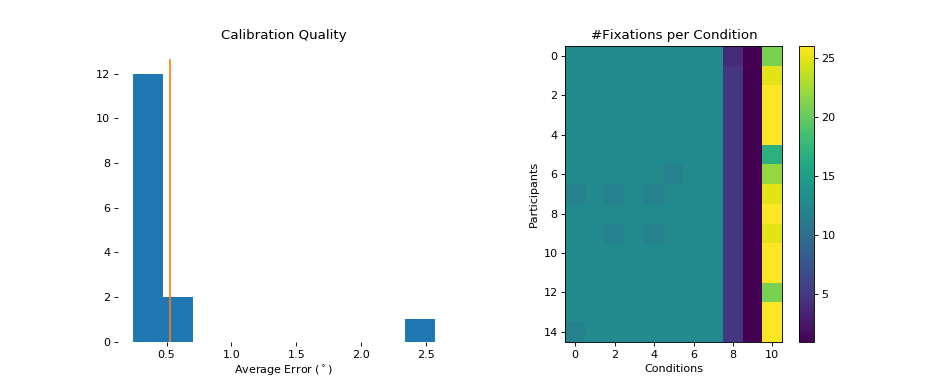 Calibration Quality
12
10
8
6
4
2
0
0.5 1.0 1.5 2.0 2.5
Average Error (°)
#Fixations per Condition
Participants
0
2
4
6
8
10
12
14
0 2 4 6 8 10
Conditions
25
20
15
10
5